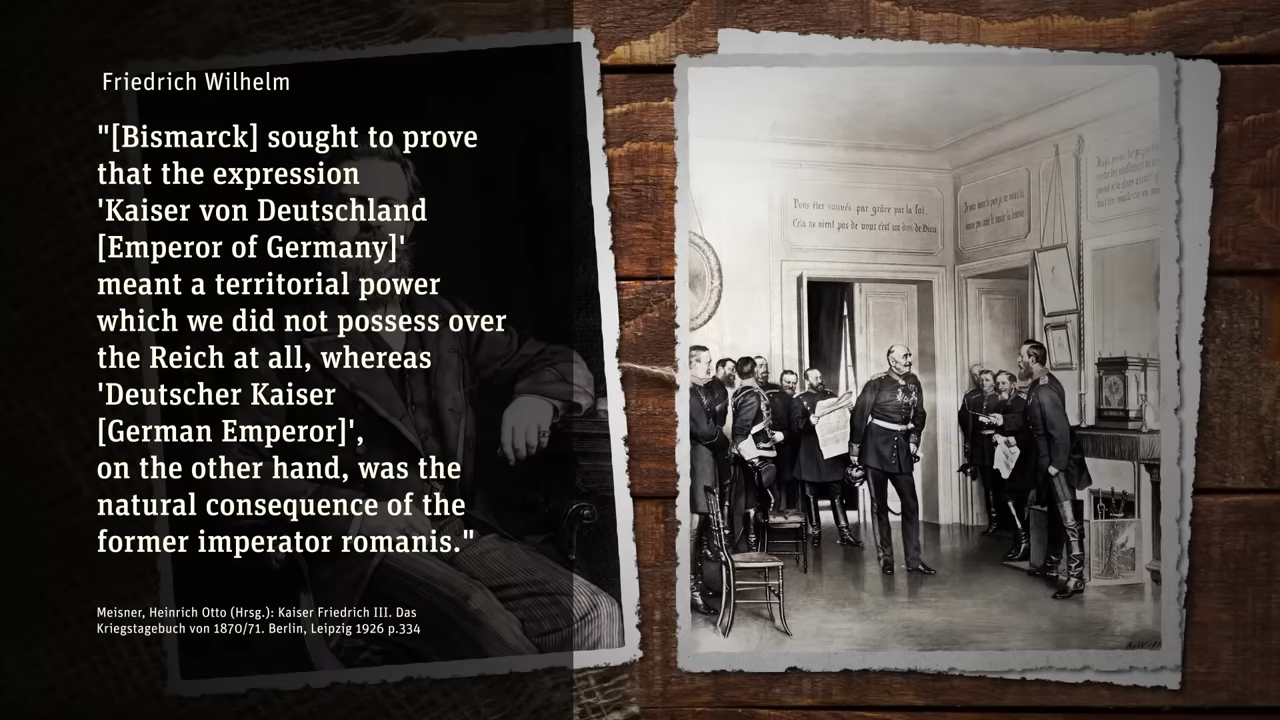 Friedrich Wilhelm
"[Bismarck] sought to prove
that the expression
'Kaiser von Deutschland
[Emperor of Germany]'
meant a territorial power
which we did not possess over
the Reich at all, whereas
'Deutscher Kaiser
[German Emperor]',
on the other hand, was the
natural consequence of the
former imperator romanis."
Meisner, Heinrich Otto (Hrsg.): Kaiser Friedrich III. Das
Kriegstagebuch von 1870/71. Berlin, Leipzig 1926 p.334
Vous êtes sauvés par grâce par la foi.
Cela ne vient pas de vous c'est un don de Dieu